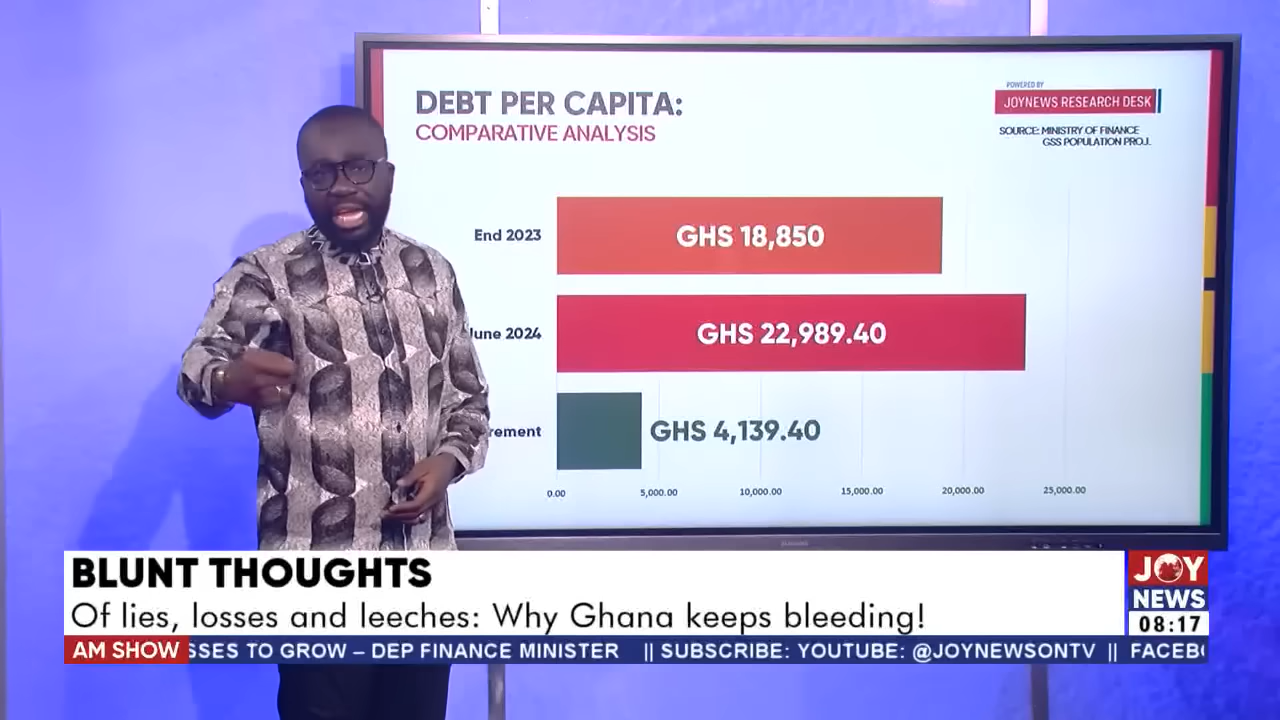 DEBT PER CAPITA:
COMPARATIVE ANALYSIS
POWERED BY
JOYNEWS RESEARCH DESK
SOURCE: MINISTRY OF FINANCE
GSS POPULATION PROJ.
End 2023
GHS 18,850
June 2024
GHS 22,989.40
GHS 4,139.40
0.00
5,000.00
10,000.00
15,000.00
20,000.00
25,000.00
BLUNT THOUGHTS
Of lies, losses and leeches: Why Ghana keeps bleeding!
JOY
NEWS
08:17
AM SHOW
SSES TO GROW – DEP FINANCE MINISTER || SUBSCRIBE: YOUTUBE: @JOYNEWSONTV || FACEB